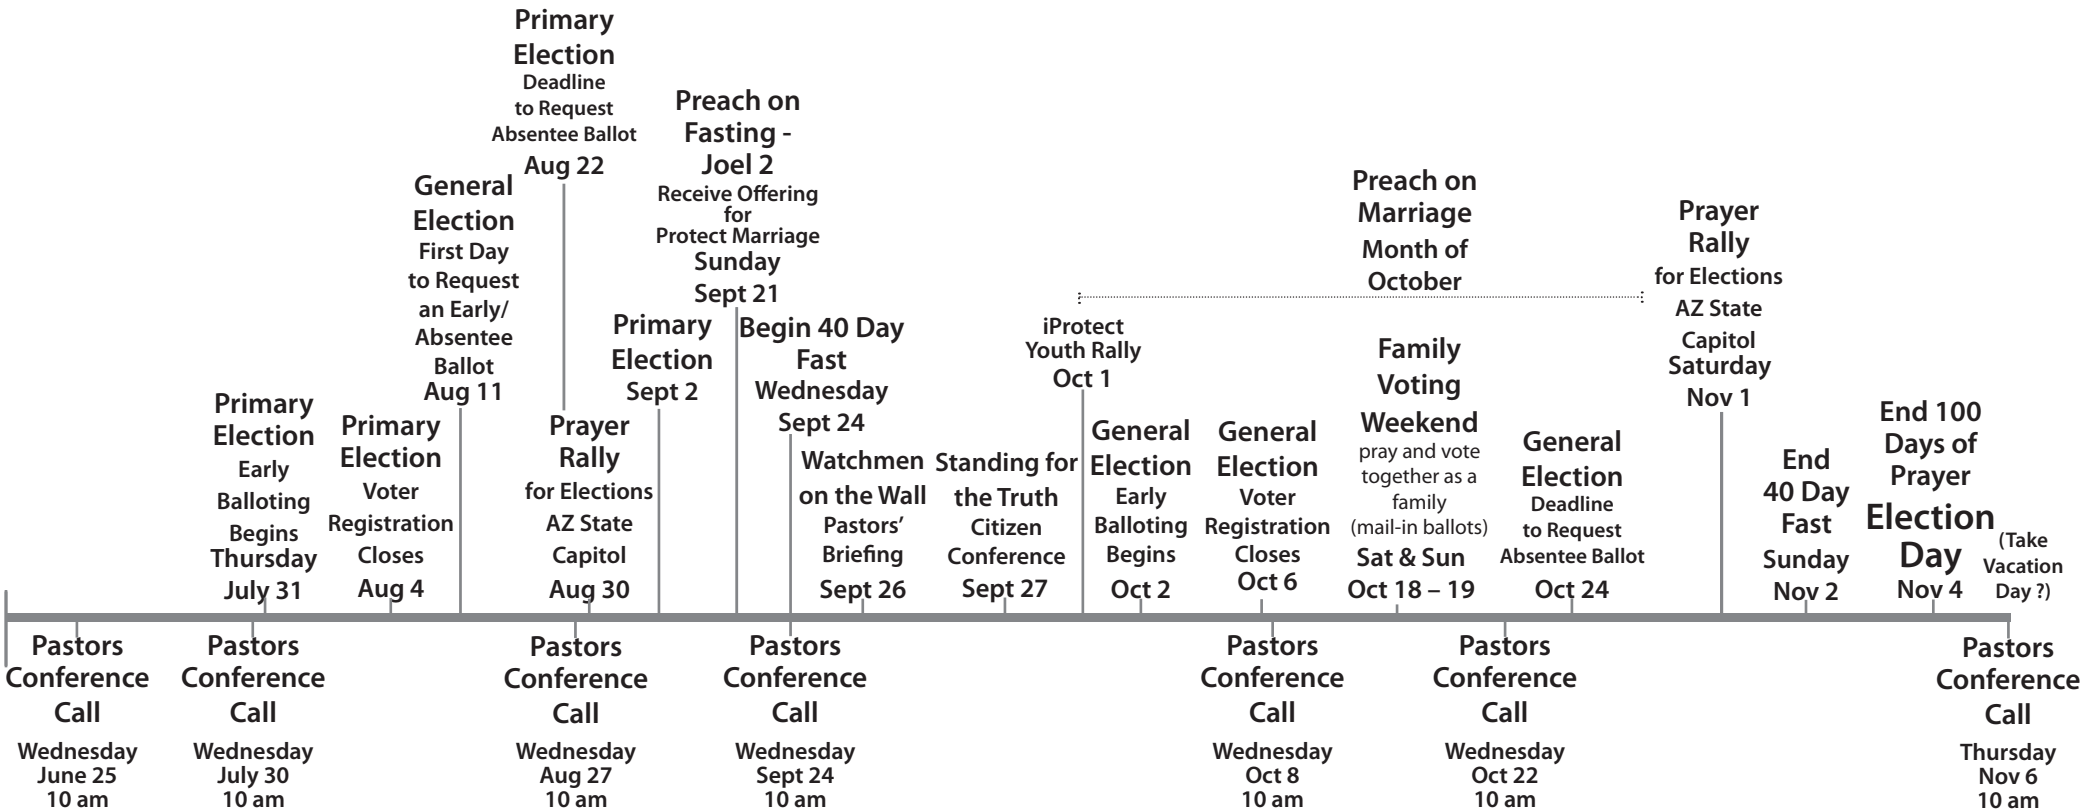 Primary
Election
Early
Balloting
Begins
Thursday
July 31
Primary
Election
Voter
Registration
Closes
Aug 4
General
Election
First Day
to Request
an Early/
Absentee
Ballot
Aug 11
Primary
Election
Deadline
to Request
Absentee Ballot
Aug 22
Prayer
Rally
for Elections
AZ State
Capitol
Aug 30
Primary
Election
Sept 2
Preach on
Fasting -
Joel 2
Receive Offering
for
Protect Marriage
Sunday
Sept 21
Begin 40 Day
Fast
Wednesday
Sept 24
Watchmen
on the Wall
Pastors’
Briefing
Sept 26
Standing for
the Truth
Citizen
Conference
Sept 27
iProtect
Youth Rally
Oct 1
General
Election
Early
Balloting
Begins
Oct 2
General
Election
Voter
Registration
Closes
Oct 6
Preach on
Marriage
Month of
October
Family
Voting
Weekend
pray and vote
together as a
family
(mail-in ballots)
Sat & Sun
Oct 18 – 19
General
Election
Deadline
to Request
Absentee Ballot
Oct 24
Prayer
Rally
for Elections
AZ State
Capitol
Saturday
Nov 1
End
40 Day
Fast
Sunday
Nov 2
End 100
Days of
Prayer
Election
Day
Nov 4
(Take
Vacation
Day ?)
Pastors
Conference
Call
Wednesday
June 25
10 am
Pastors
Conference
Call
Wednesday
July 30
10 am
Pastors
Conference
Call
Wednesday
Aug 27
10 am
Pastors
Conference
Call
Wednesday
Sept 24
10 am
Pastors
Conference
Call
Wednesday
Oct 8
10 am
Pastors
Conference
Call
Wednesday
Oct 22
10 am
Pastors
Conference
Call
Thursday
Nov 6
10 am